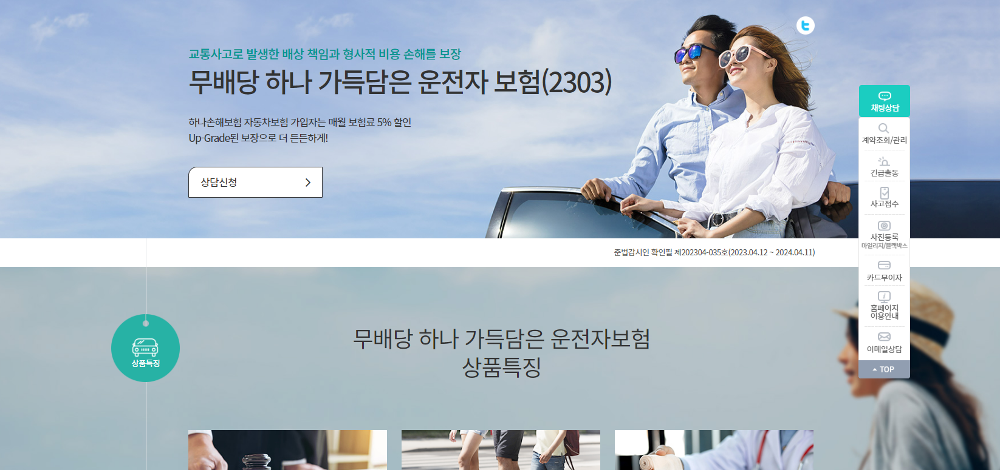 교통사고로 발생한 배상 책임과 형사적 비용 손해를 보장
무배당 하나 가득담은 운전자 보험(2303)
하나손해보험 자동차보험 가입자는 매월 보험료 5% 할인
Up-Grade된 보장으로 더 든든하게!
상담신청
준법감시인 확인필 제202304-035호(2023.04.12 ~ 2024.04.11)
상품특징
무배당 하나 가득담은 운전자보험
상품특징
채팅상담
계약조회/관리
긴급출동
사고접수
사진등록
마일리지/블랙박스
카드무이자
홈페이지
이용안내
이메일상담
TOP